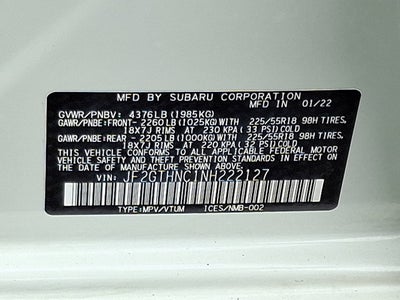 MFD BY SUBARU CORPORATION
MFD IN 01/22
GVWR/PNBV: 4376LB (1985KG)
GAWR/PNBE: FRONT- 2260LB (1025KG) WITH 225/55R18 98H TIRES,
18X7J RIMS AT 230 KPA (33 PSI) COLD
GAWR/PNBE: REAR - 2205LB (1000KG) WITH 225/55R18 98H TIRES,
18X7J RIMS AT 220 KPA (32 PSI) COLD
THIS VEHICLE CONFORMS TO ALL APPLICABLE FEDERAL MOTOR
VEHICLE SAFETY, BUMPER, AND THEFT PREVENTION STANDARDS
IN EFFECT ON THE DATE OF MANUFACTURE SHOWN ABOVE.
VIN: JF2GTHNC1NH222127
TYPE: MPV/VTUM ICES/NMB-002